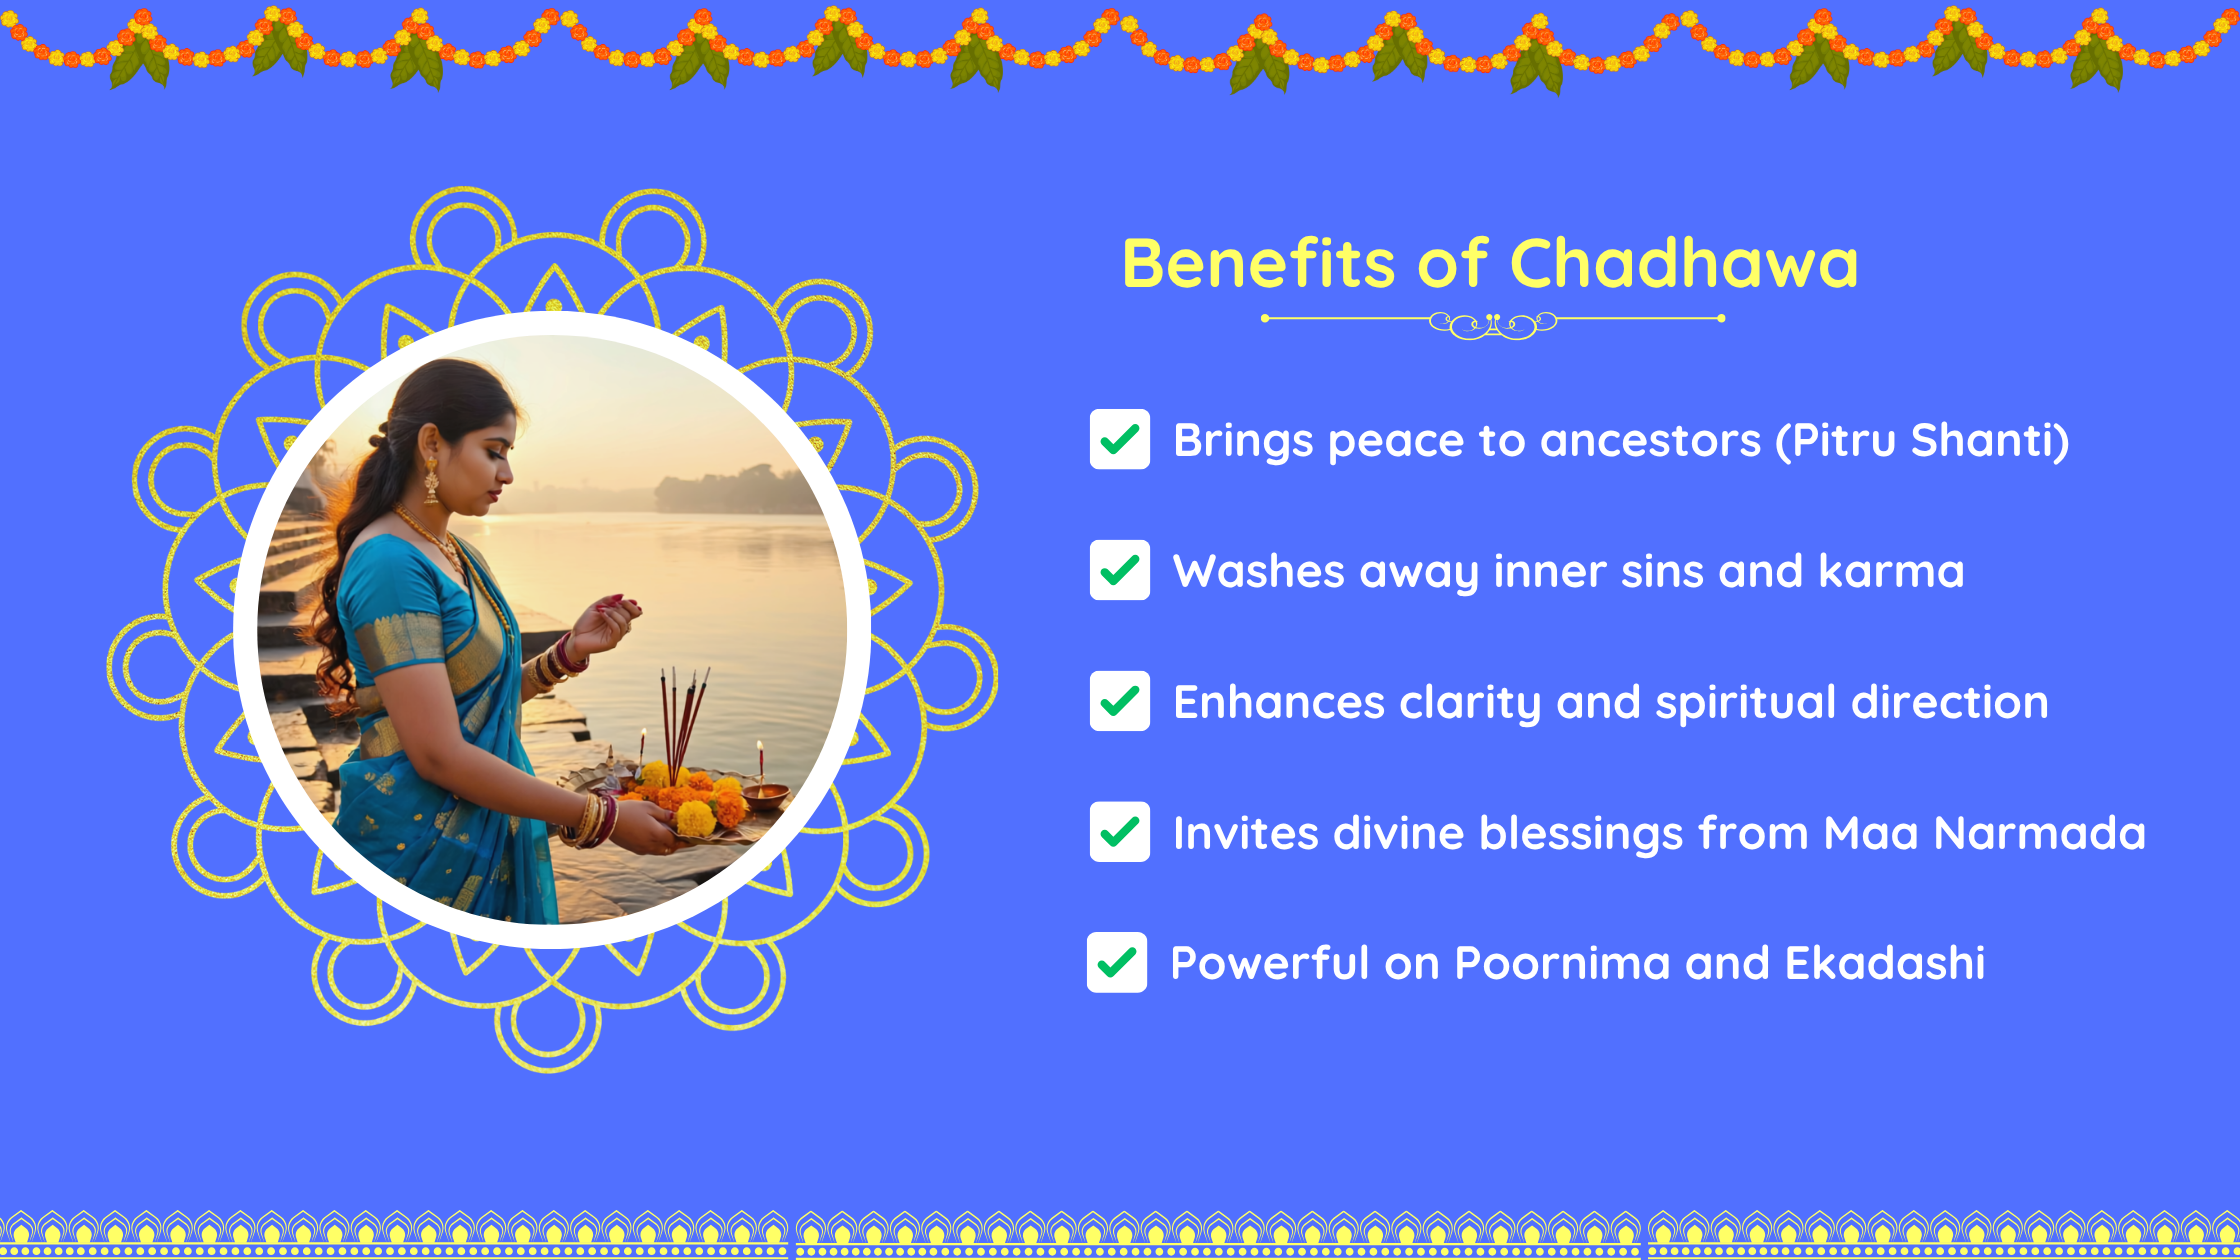 Benefits of Chadhawa
Brings peace to ancestors (Pitru Shanti)
Washes away inner sins and karma
Enhances clarity and spiritual direction
Invites divine blessings from Maa Narmada
Powerful on Poornima and Ekadashi